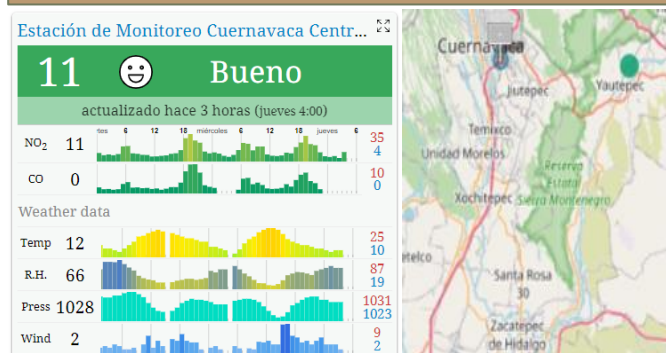 Estación de Monitoreo Cuernavaca Centr...
11 Bueno
actualizado hace 3 horas (jueves 4:00)
6 12 18 miércoles 6 12 18 jueves 6
NO2 11 35 4
CO 0 10 0
Weather data
Temp 12 25 10
R.H. 66 87 19
Press 1028 1031 1023
Wind 2 9 2
Jiutepec
Yautepec
Temixco
Unidad Morelos
Reserva
Estatal
Sierra Montenegro
Xochitepec
Santa Rosa
30
Zacatepec
de Hidalgo